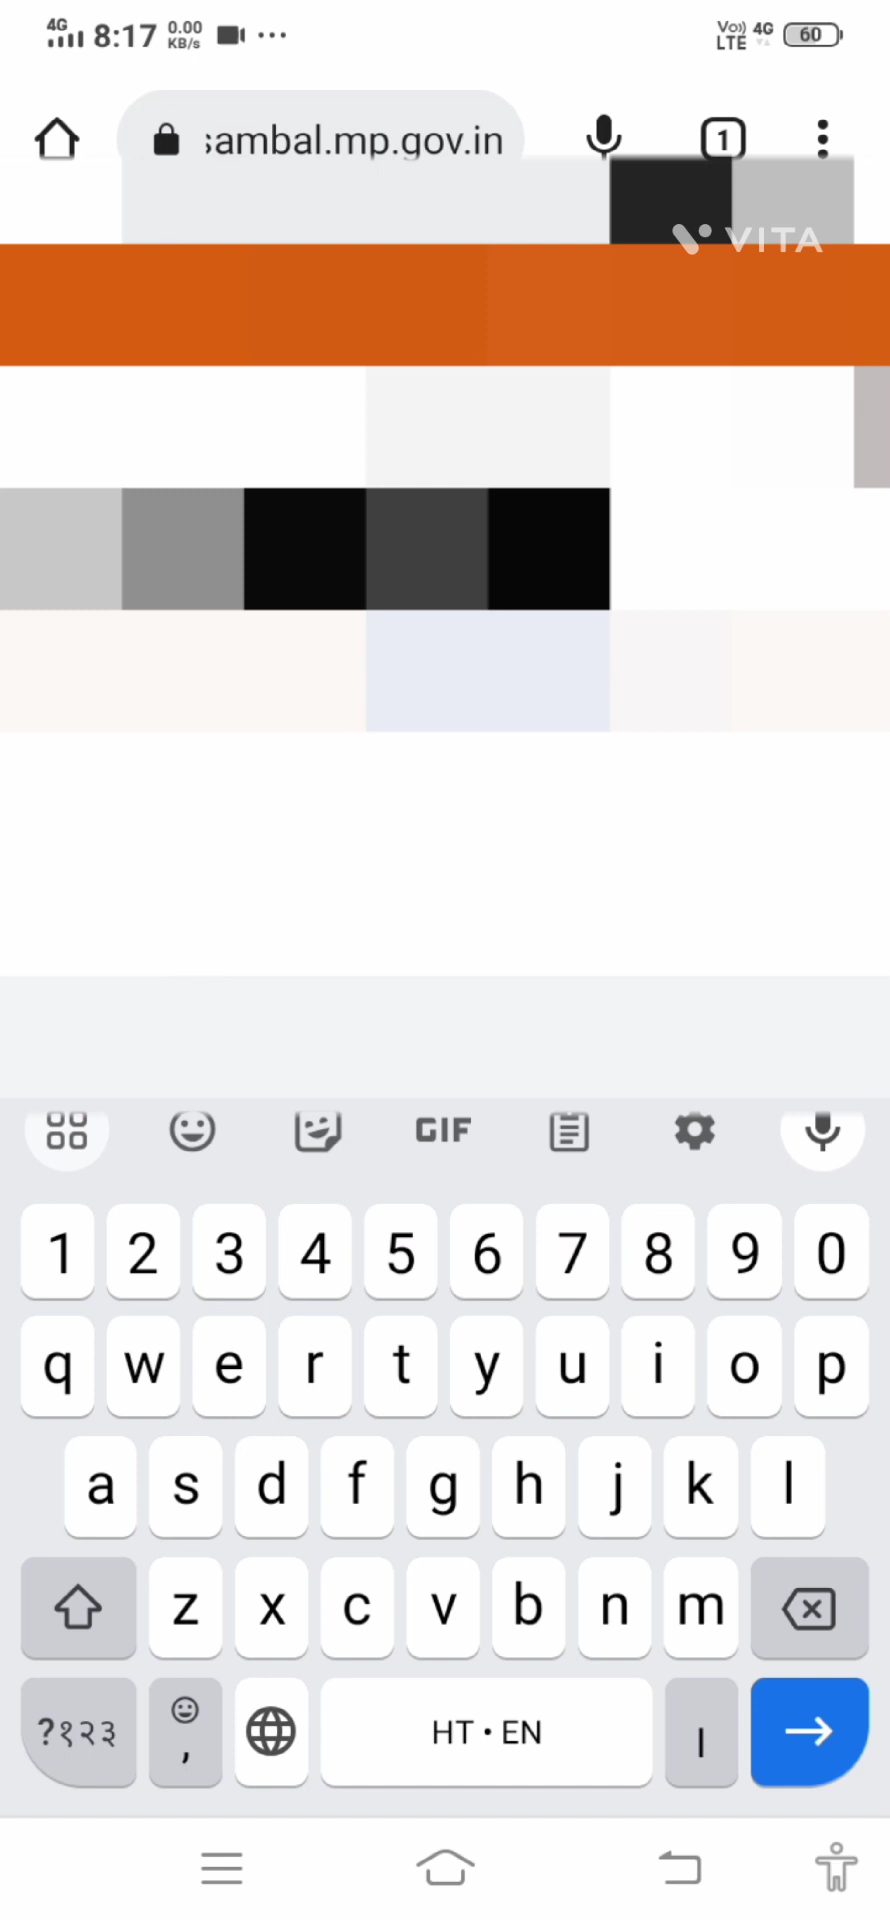 4G 8:17 0.00 KB/s Vo)) LTE 4G 60
sambal.mp.gov.in 1
VITA
GIF
1 2 3 4 5 6 7 8 9 0
q w e r t y u i o p
a s d f g h j k l
z x c v b n m
?१२३ , HT • EN ।